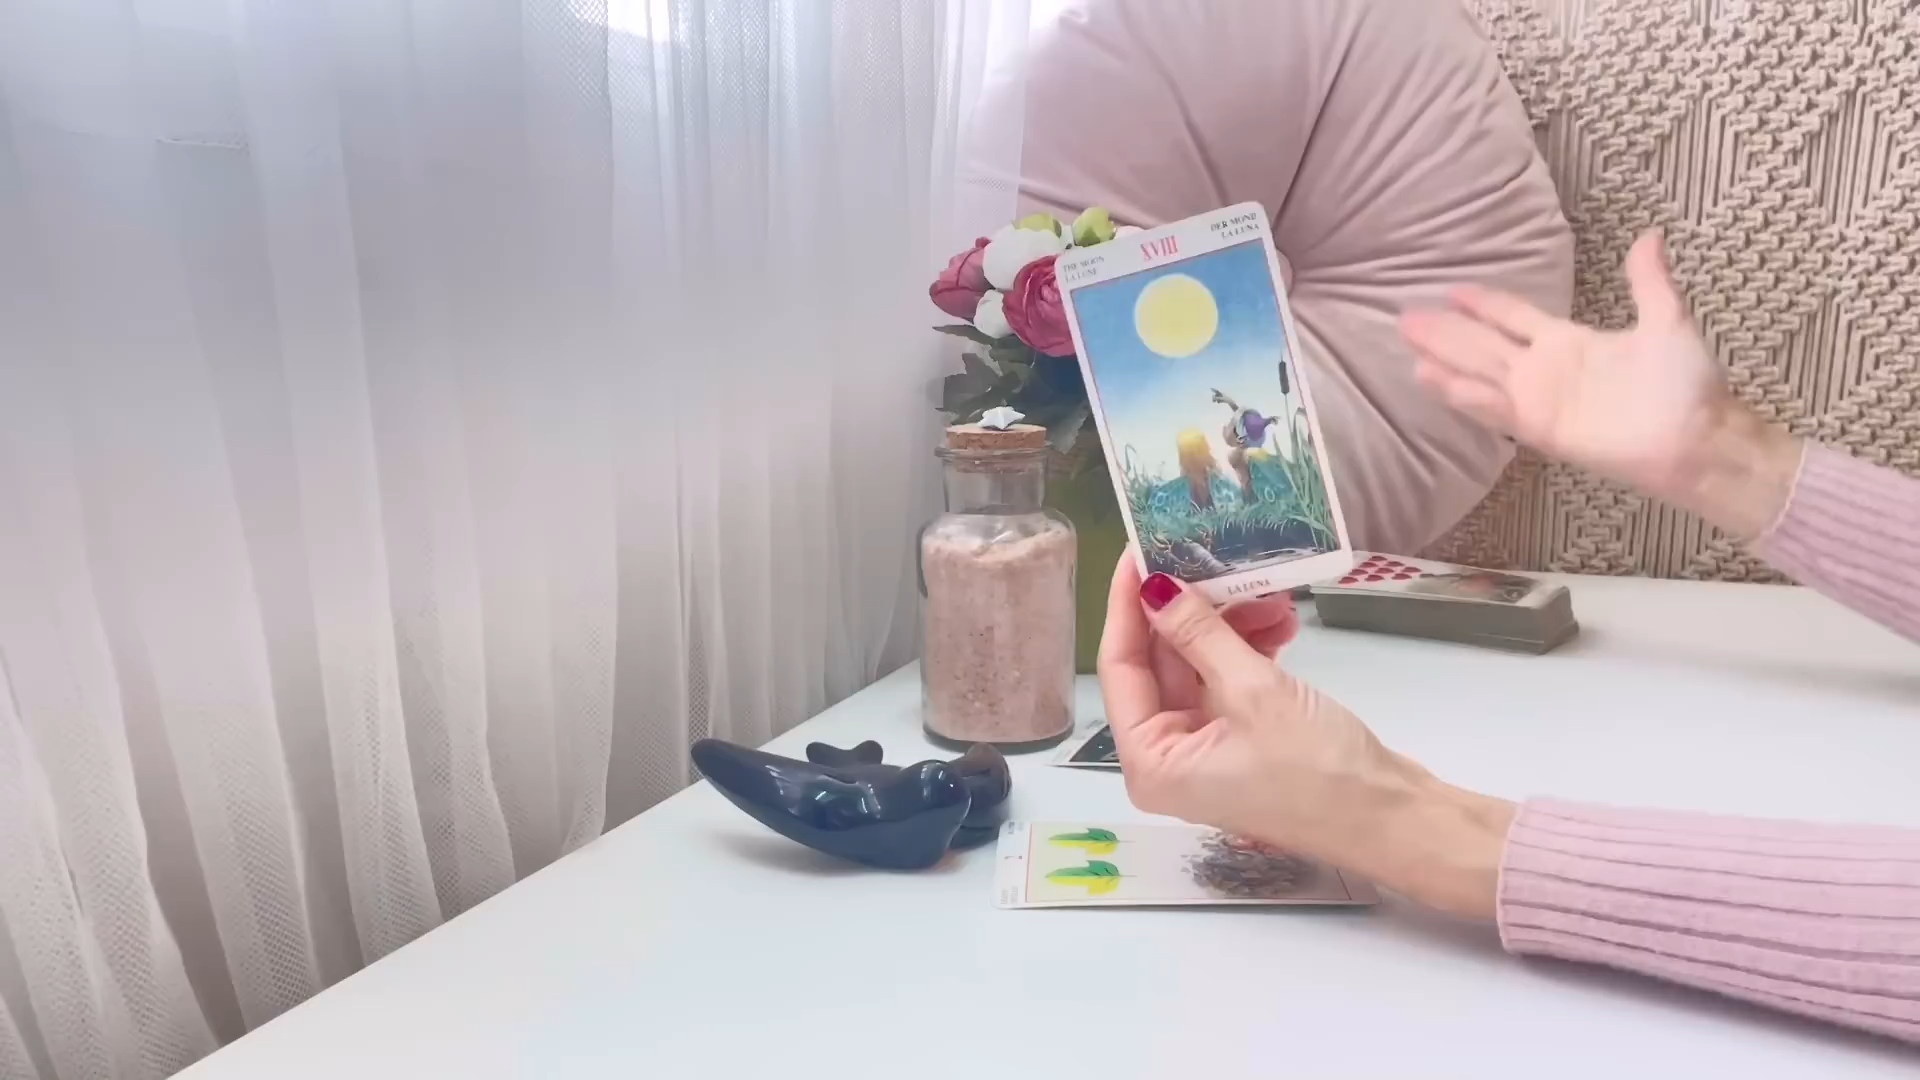 XVIII
THE MOON
LA LUNE
DER MOND
LA LUNA
LA LUNA